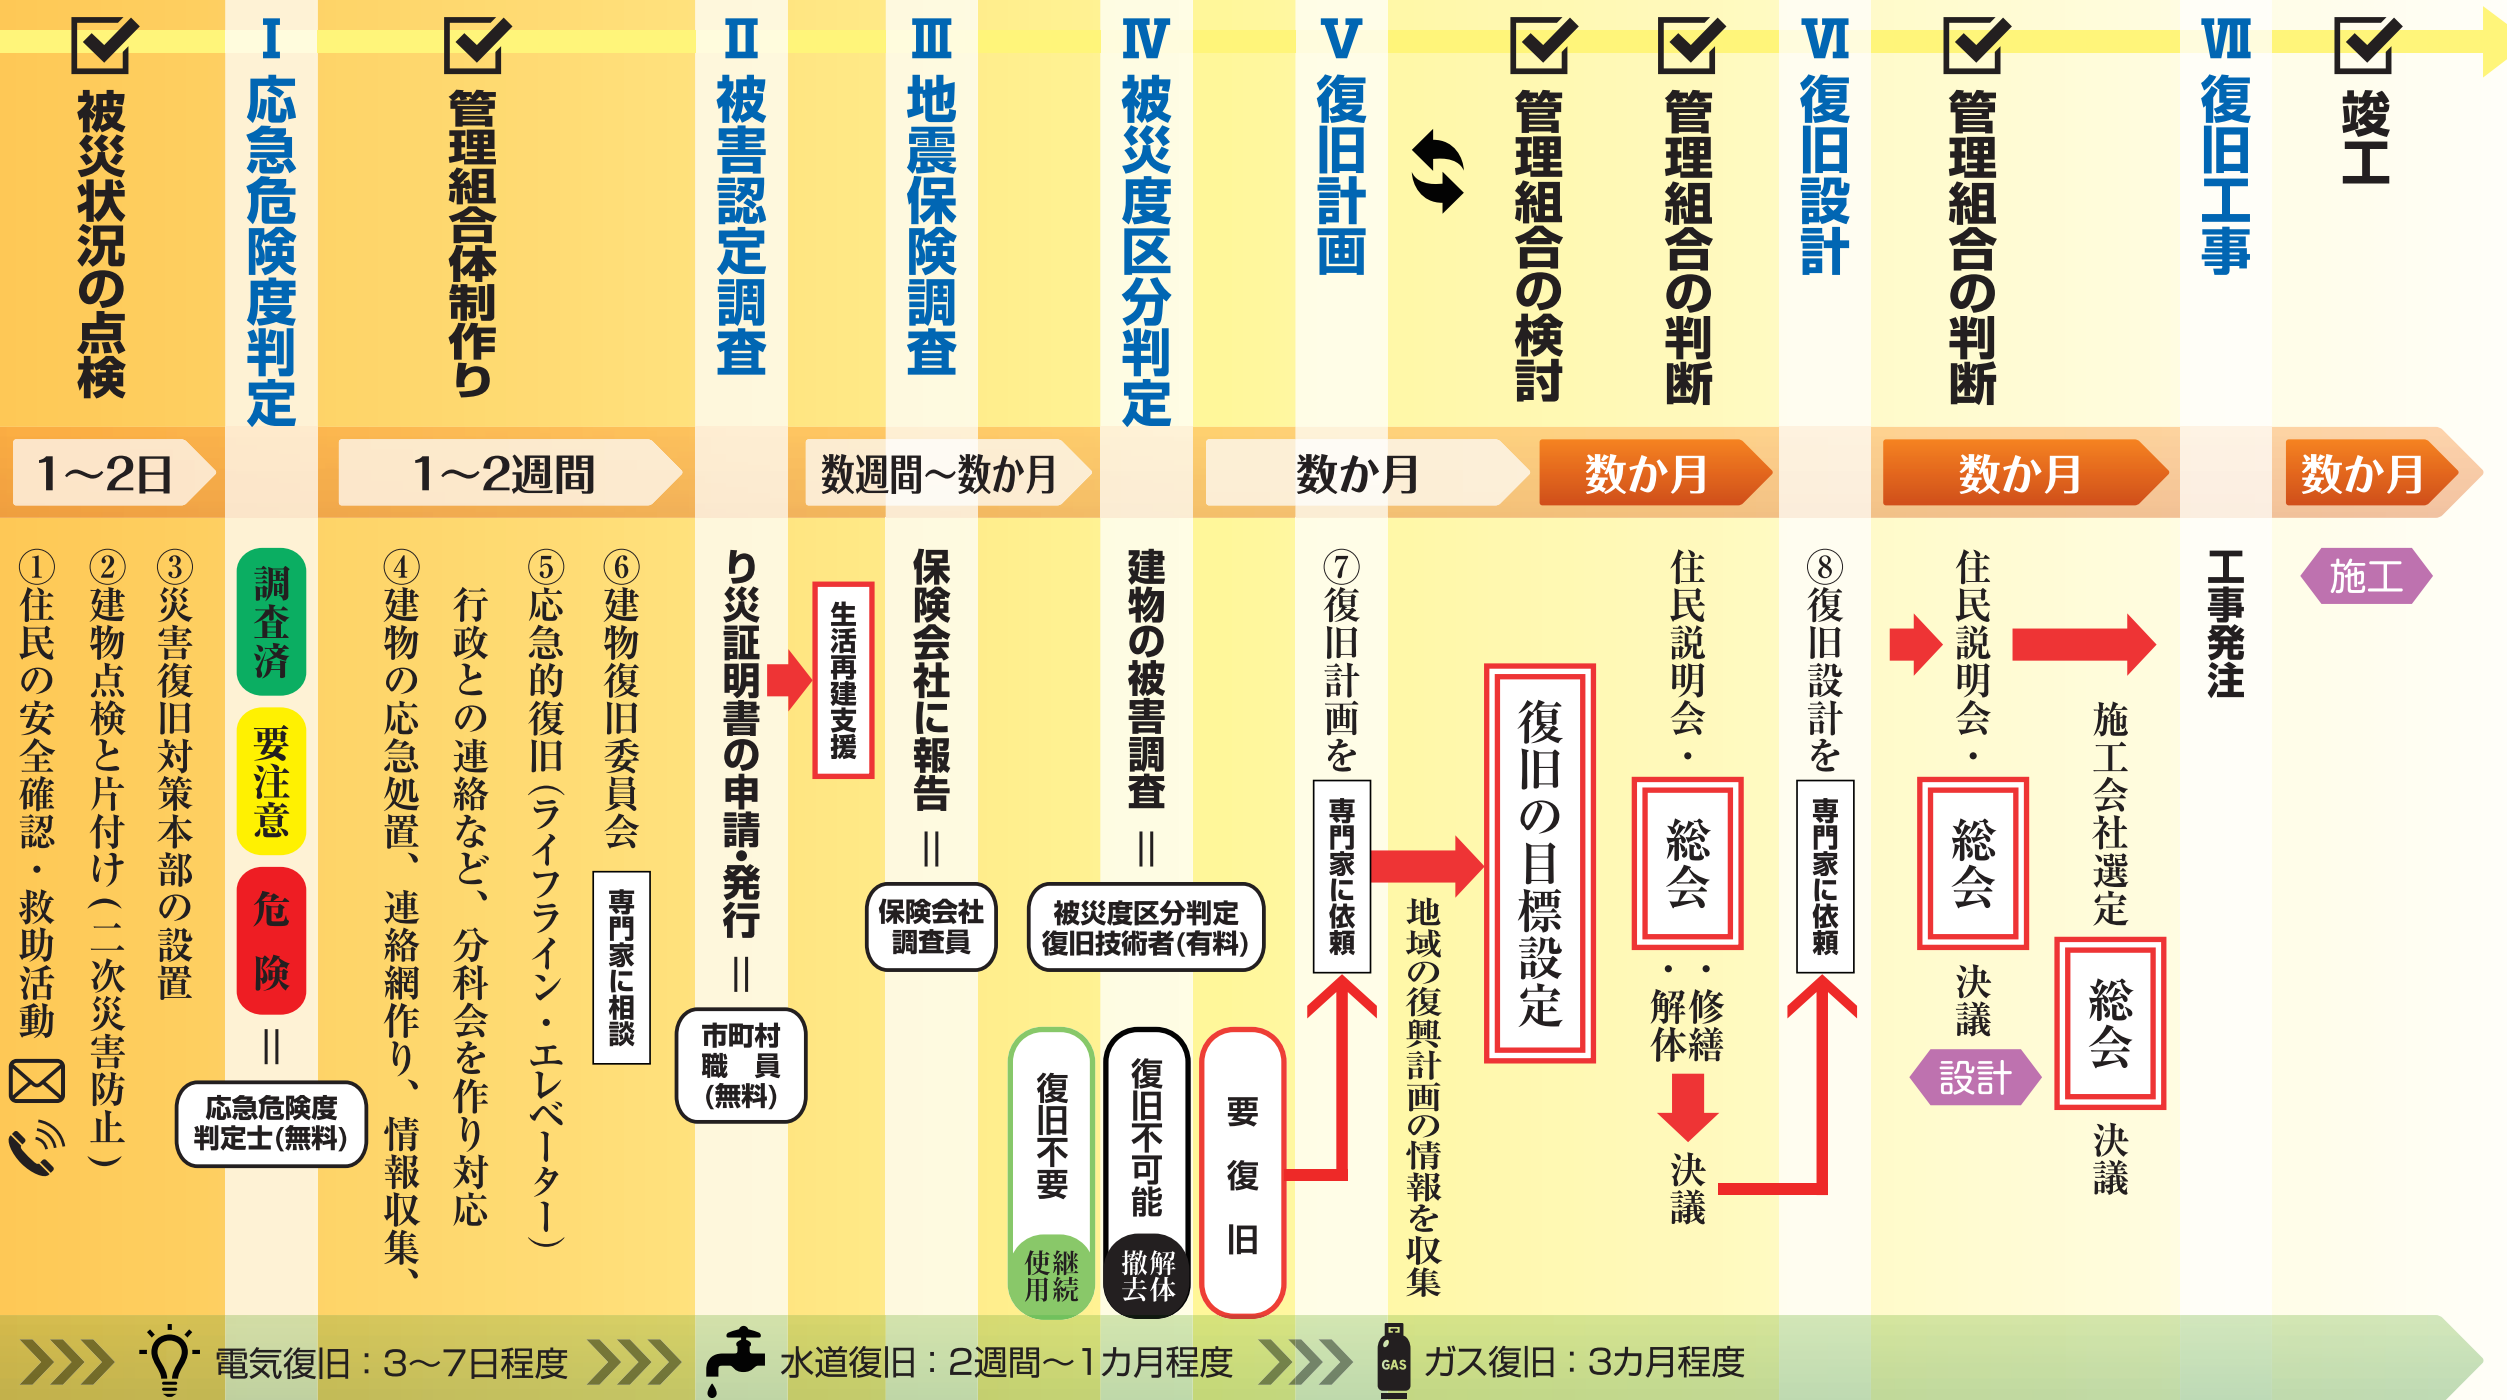 被災状況の点検
Ⅰ 応急危険度判定
管理組合体制作り
Ⅱ 被害認定調査
Ⅲ 地震保険調査
Ⅳ 被災度区分判定
Ⅴ 復旧計画
管理組合の検討
管理組合の判断
Ⅵ 復旧設計
管理組合の判断
Ⅶ 復旧工事
竣工
1〜2日
1〜2週間
数週間〜数か月
数か月
数か月
数か月
数か月
①住民の安全確認・救助活動
②建物点検と片付け(二次災害防止)
③災害復旧対策本部の設置
調査済
要注意
危険
＝
応急危険度
判定士(無料)
④建物の応急処置、連絡網作り、情報収集、
行政との連絡など、分科会を作り対応
⑤応急的復旧(ライフライン・エレベーター)
⑥建物復旧委員会
専門家に相談
り災証明書の申請・発行
＝
市町村
職　員
(無料)
生活再建支援
保険会社に報告
＝
保険会社
調査員
建物の被害調査
＝
被災度区分判定
復旧技術者(有料)
復旧不要
継続
使用
復旧不可能
解体
撤去
要復旧
⑦復旧計画を
専門家に依頼
地域の復興計画の情報を収集
復旧の目標設定
住民説明会・
総会
・修繕
・解体
決議
⑧復旧設計を
専門家に依頼
住民説明会・
総会
決議
設計
施工会社選定
総会
決議
工事発注
施工
電気復旧：3〜7日程度
水道復旧：2週間〜1カ月程度
GAS
ガス復旧：3カ月程度